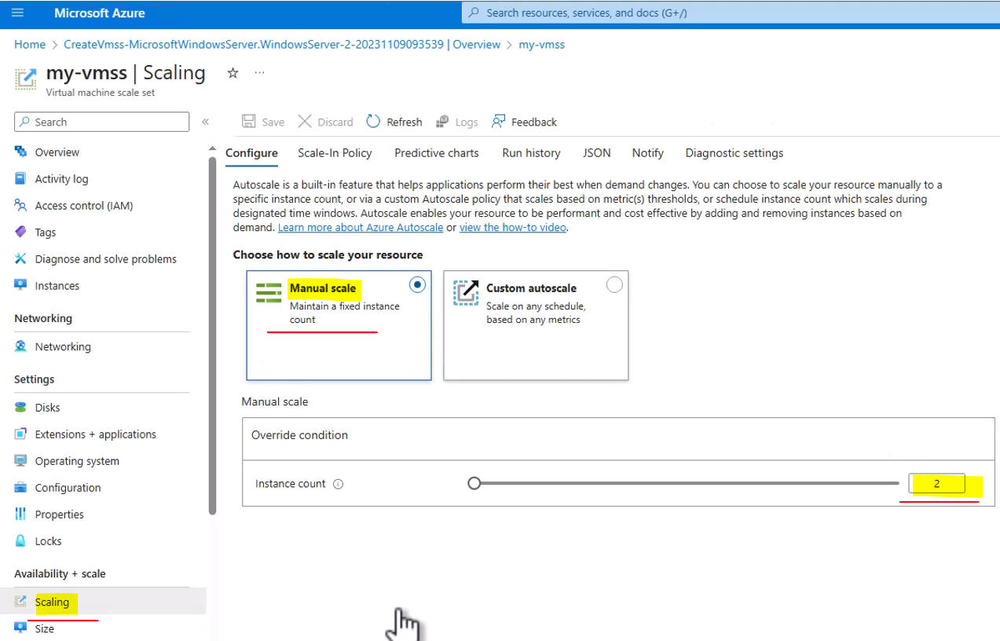 Microsoft Azure
Search resources, services, and docs (G+/)
Home > CreateVmss-MicrosoftWindowsServer.WindowsServer-2-20231109093539 | Overview > my-vmss
my-vmss | Scaling
Virtual machine scale set
Search
Overview
Activity log
Access control (IAM)
Tags
Diagnose and solve problems
Instances
Networking
Networking
Settings
Disks
Extensions + applications
Operating system
Configuration
Properties
Locks
Availability + scale
Scaling
Size
Save Discard Refresh Logs Feedback
Configure Scale-In Policy Predictive charts Run history JSON Notify Diagnostic settings
Autoscale is a built-in feature that helps applications perform their best when demand changes. You can choose to scale your resource manually to a
specific instance count, or via a custom Autoscale policy that scales based on metric(s) thresholds, or schedule instance count which scales during
designated time windows. Autoscale enables your resource to be performant and cost effective by adding and removing instances based on
demand. Learn more about Azure Autoscale or view the how-to video.
Choose how to scale your resource
Manual scale
Maintain a fixed instance
count
Custom autoscale
Scale on any schedule,
based on any metrics
Manual scale
Override condition
Instance count 2